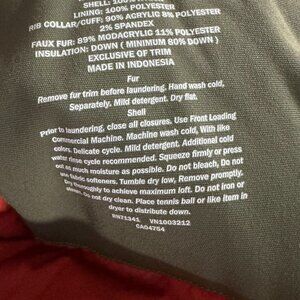 SHELL: 100% POLYESTER
LINING: 100% POLYESTER
RIB COLLAR/CUFF: 90% ACRYLIC 8% POLYESTER
2% SPANDEX
FAUX FUR: 89% MODACRYLIC 11% POLYESTER
INSULATION: DOWN ( MINIMUM 80% DOWN )
EXCLUSIVE OF TRIM
MADE IN INDONESIA
Fur
Remove fur trim before laundering. Hand wash cold,
Separately. Mild detergent. Dry flat.
Shell
Prior to laundering, close all closures. Use Front Loading
Commercial Machine. Machine wash cold, With like
colors. Delicate cycle. Mild detergent. Additional cold
water rinse cycle recommended. Squeeze firmly or press
out as much moisture as possible. Do not bleach, Do not
use fabric softeners. Tumble dry low, Remove promptly.
Dry thoroughly to achieve maximum loft. Do not iron or
steam, Do not dry clean. Place tennis ball or like item in
dryer to distribute down.
RN71341 VN1003212
CA04754